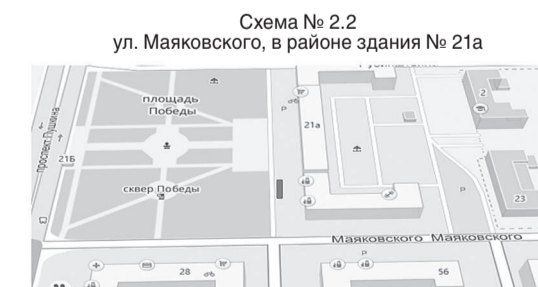 Схема № 2.2
ул. Маяковского, в районе здания № 21а
площадь
Победы
2
P
21а
проспект Пушкина
21Б
сквер Победы
P
23
Маяковского Маяковского
P
28
56